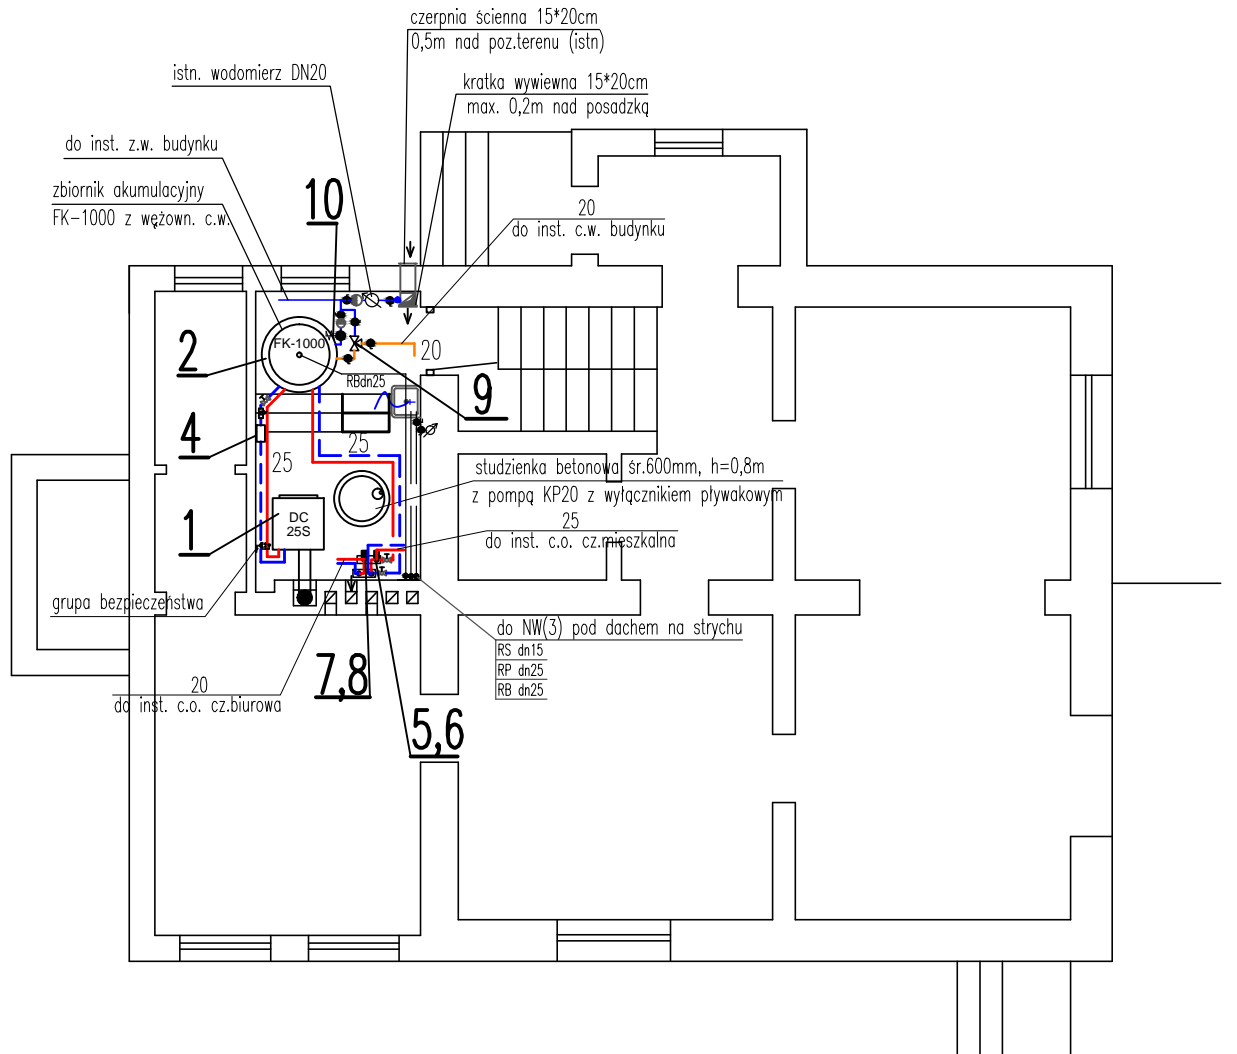 czerpnia ścienna 15*20cm
0,5m nad poz.terenu (istn)
istn. wodomierz DN20
kratka wywiewna 15*20cm
max. 0,2m nad posadzką
do inst. z.w. budynku
zbiornik akumulacyjny
FK-1000 z wężown. c.w.
10
20
do inst. c.w. budynku
2
FK-1000
20
RBdn25
9
4
25
25
studzienka betonowa śr.600mm, h=0,8m
z pompą KP20 z wyłącznikiem pływakowym
1
DC
25S
25
do inst. c.o. cz.mieszkalna
grupa bezpieczeństwa
do NW(3) pod dachem na strychu
RS dn15
RP dn25
RB dn25
7,8
20
do inst. c.o. cz.biurowa
5,6